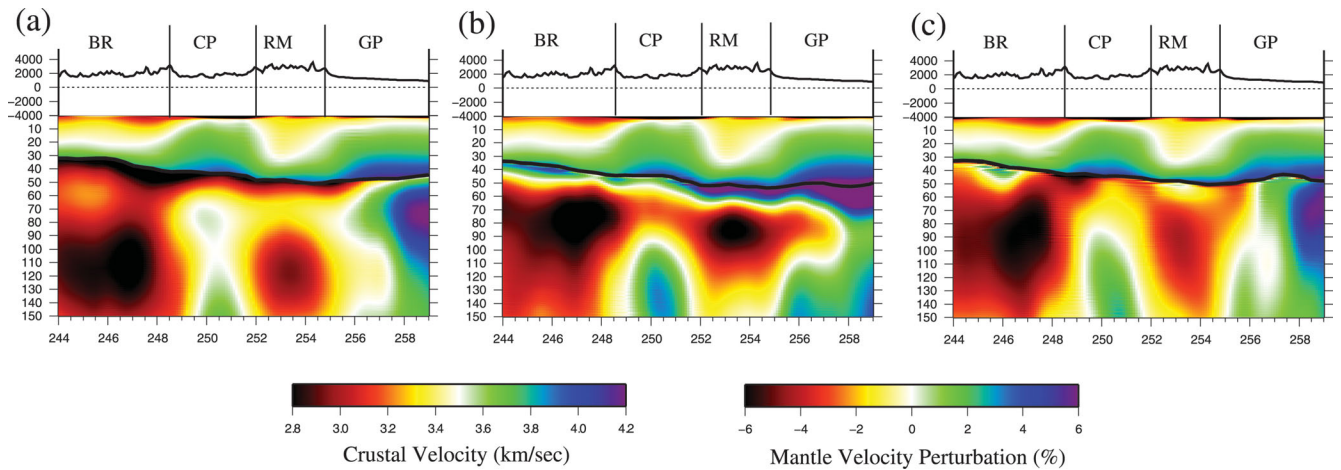 (a) (b) (c)
BR CP RM GP BR CP RM GP BR CP RM GP
4000 4000 4000
2000 2000 2000
0 0 0
−4000 −4000 −4000
10 10 10
20 20 20
30 30 30
40 40 40
50 50 50
60 60 60
70 70 70
80 80 80
90 90 90
100 100 100
110 110 110
120 120 120
130 130 130
140 140 140
150 150 150
244 246 248 250 252 254 256 258 244 246 248 250 252 254 256 258 244 246 248 250 252 254 256 258
2.8 3.0 3.2 3.4 3.6 3.8 4.0 4.2 −6 −4 −2 0 2 4 6
Crustal Velocity (km/sec) Mantle Velocity Perturbation (%)